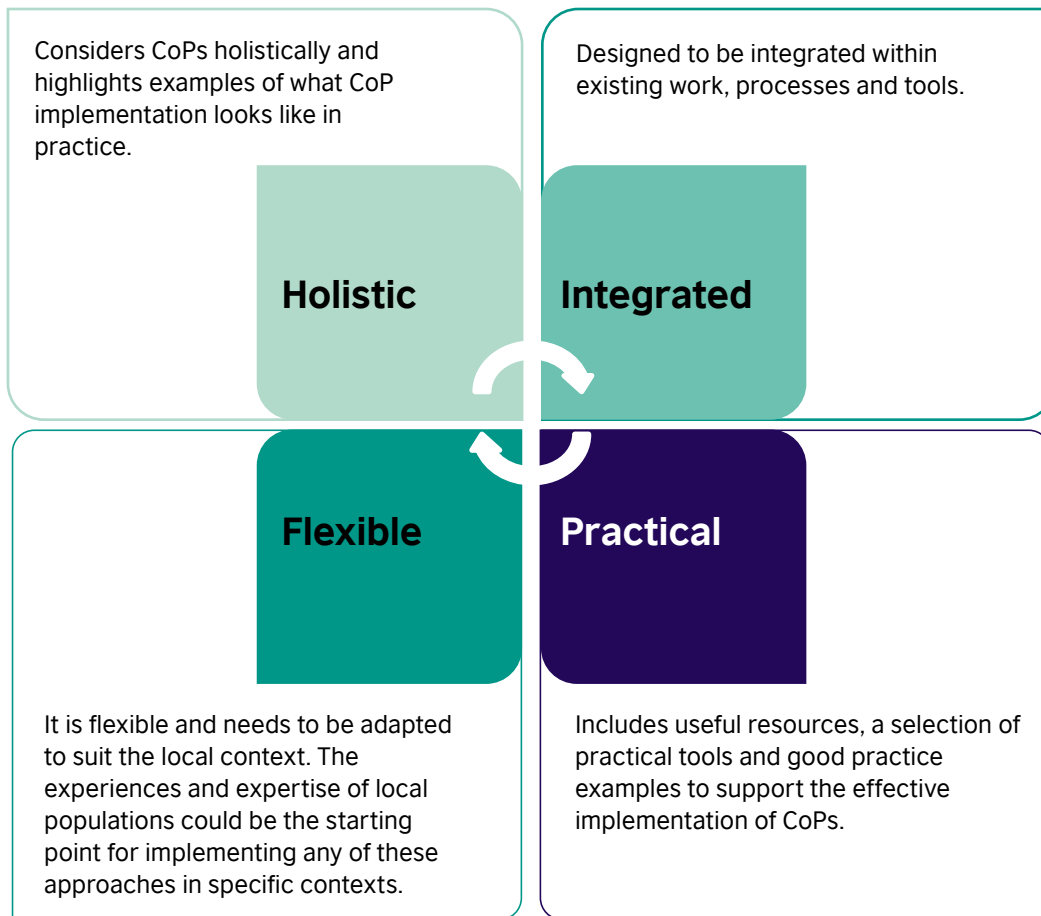 Considers CoPs holistically and
highlights examples of what CoP
implementation looks like in
practice.
Holistic
Designed to be integrated within
existing work, processes and tools.
Integrated
Flexible
It is flexible and needs to be adapted
to suit the local context. The
experiences and expertise of local
populations could be the starting
point for implementing any of these
approaches in specific contexts.
Practical
Includes useful resources, a selection of
practical tools and good practice
examples to support the effective
implementation of CoPs.